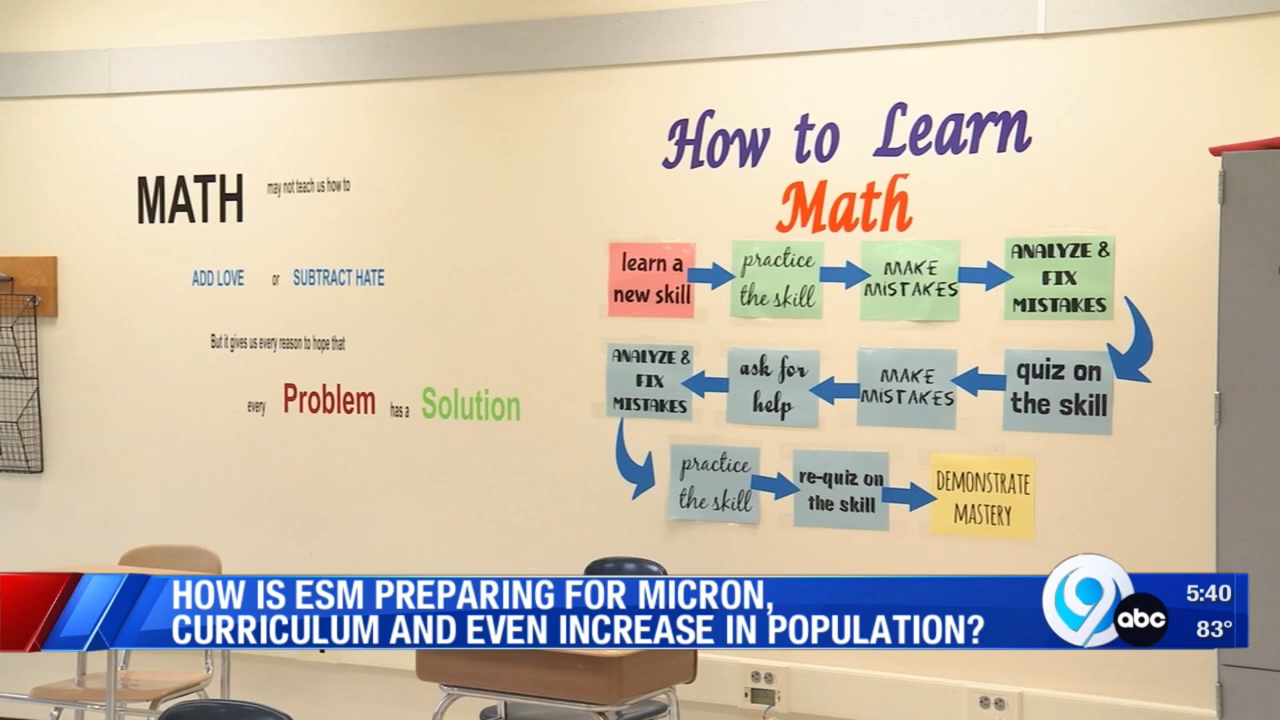 MATH may not teach us how to
ADD LOVE or SUBTRACT HATE
But it gives us every reason to hope that
every Problem has a Solution
How to Learn
Math
learn a
new skill
practice
the skill
MAKE
MISTAKES
ANALYZE &
FIX
MISTAKES
quiz on
the skill
MAKE
MISTAKES
ask for
help
ANALYZE &
FIX
MISTAKES
practice
the skill
re-quiz on
the skill
DEMONSTRATE
MASTERY
HOW IS ESM PREPARING FOR MICRON,
CURRICULUM AND EVEN INCREASE IN POPULATION?
9 abc
5:40
83°